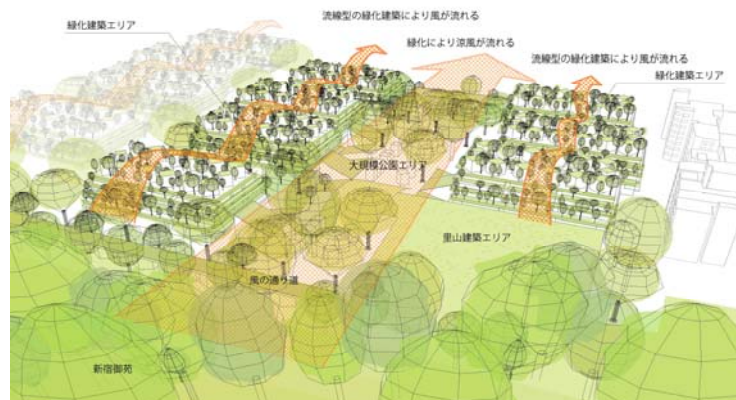 流線型の緑化建築により風が流れる
緑化建築エリア
緑化により涼風が流れる
流線型の緑化建築により風が流れる
緑化建築エリア
大規模公園エリア
里山建築エリア
風の通り道
新宿御苑